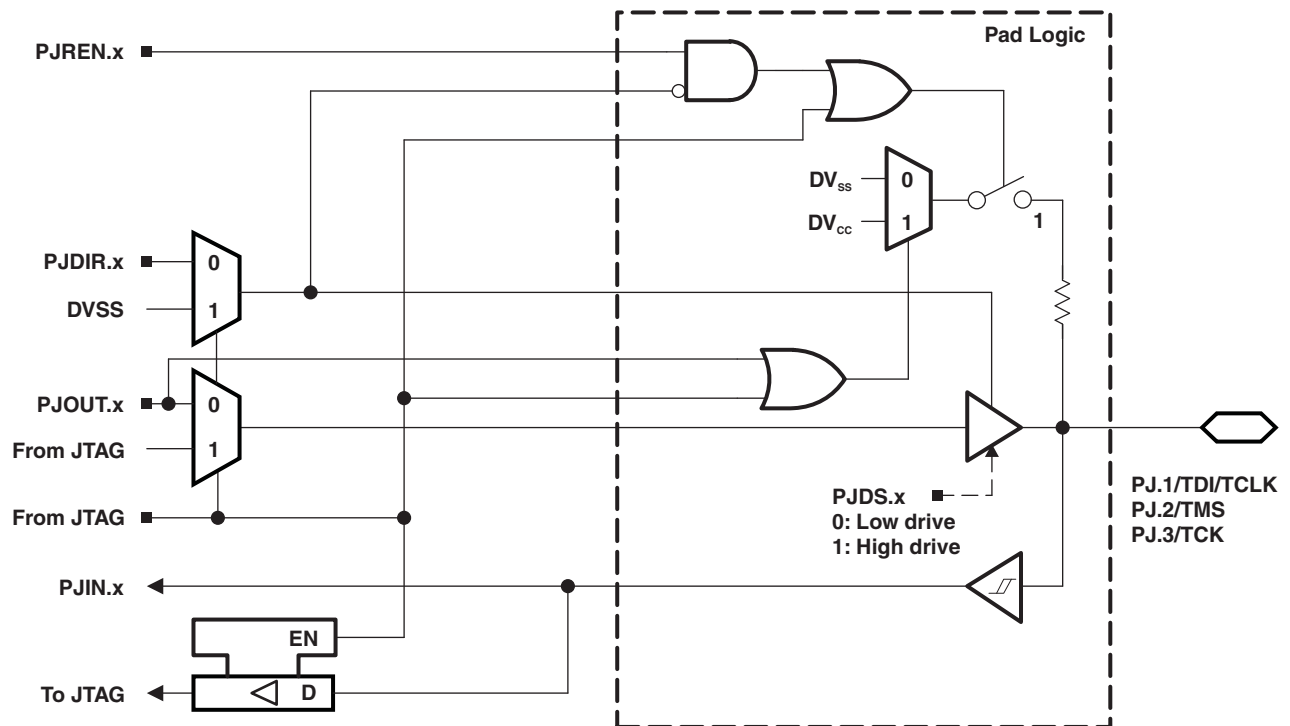 Pad Logic
PJREN.x
DVss
0
DVcc
1
1
PJDIR.x
0
DVSS
1
PJOUT.x
0
From JTAG
1
From JTAG
PJDS.x
0: Low drive
1: High drive
PJ.1/TDI/TCLK
PJ.2/TMS
PJ.3/TCK
PJIN.x
EN
To JTAG
D